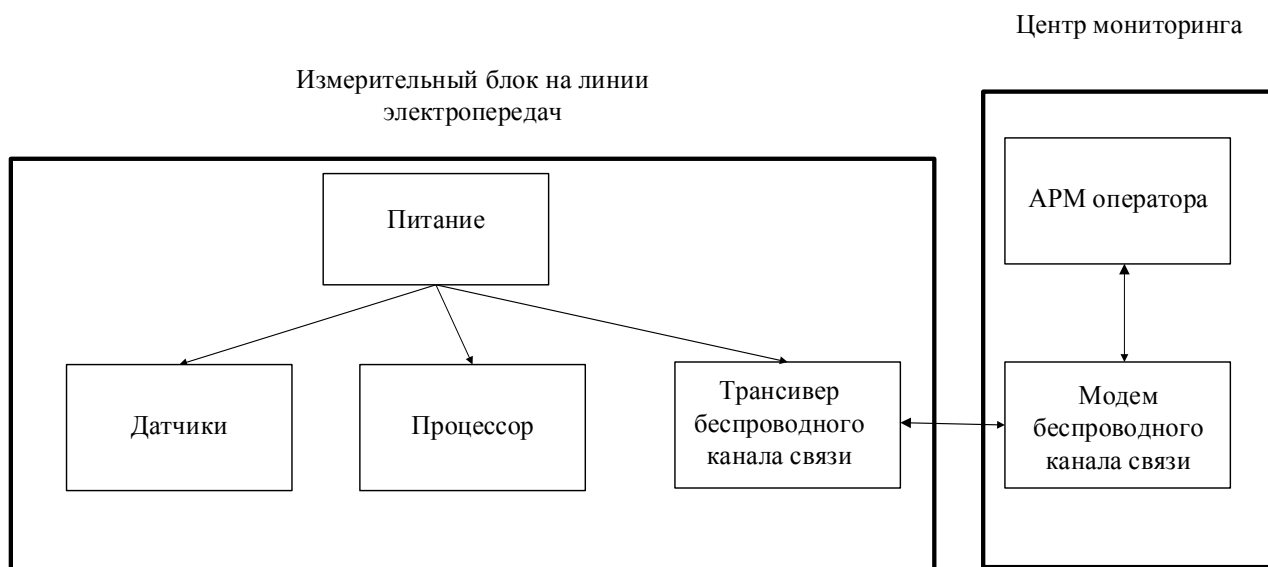 Центр мониторинга
Измерительный блок на линии
электропередач
Питание
АРМ оператора
Датчики
Процессор
Трансивер
беспроводного
канала связи
Модем
беспроводного
канала связи